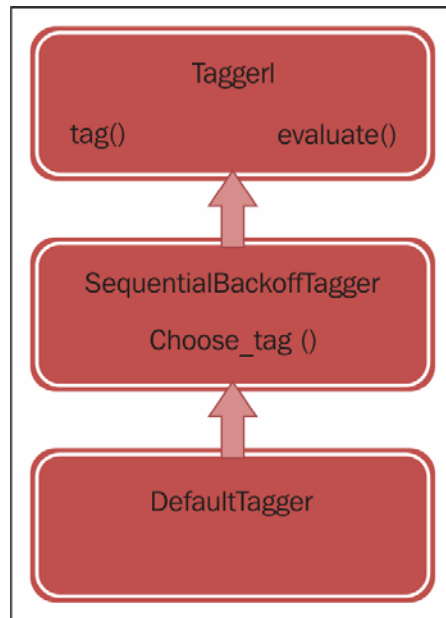 TaggerI
tag() evaluate()
SequentialBackoffTagger
Choose_tag ()
DefaultTagger